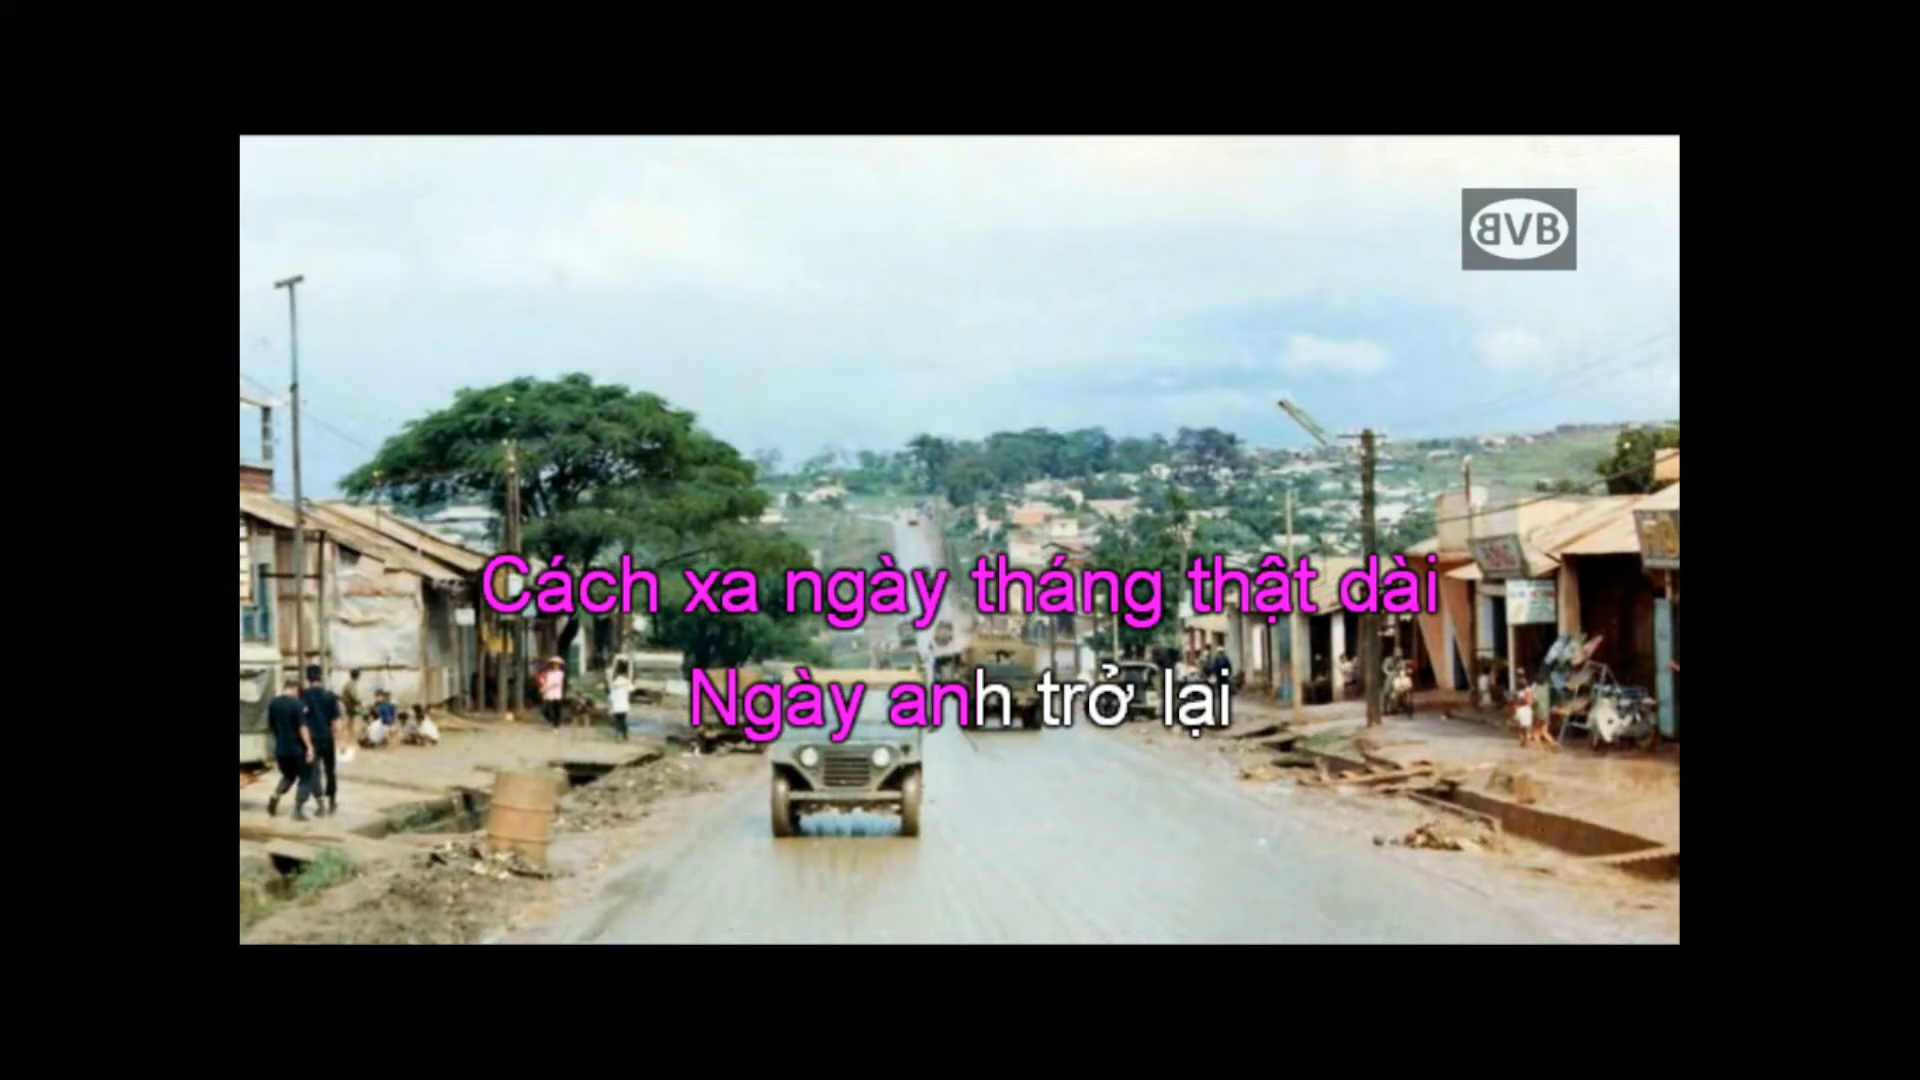 BVB
Cách xa ngày tháng thật dài
Ngày anh trở lại